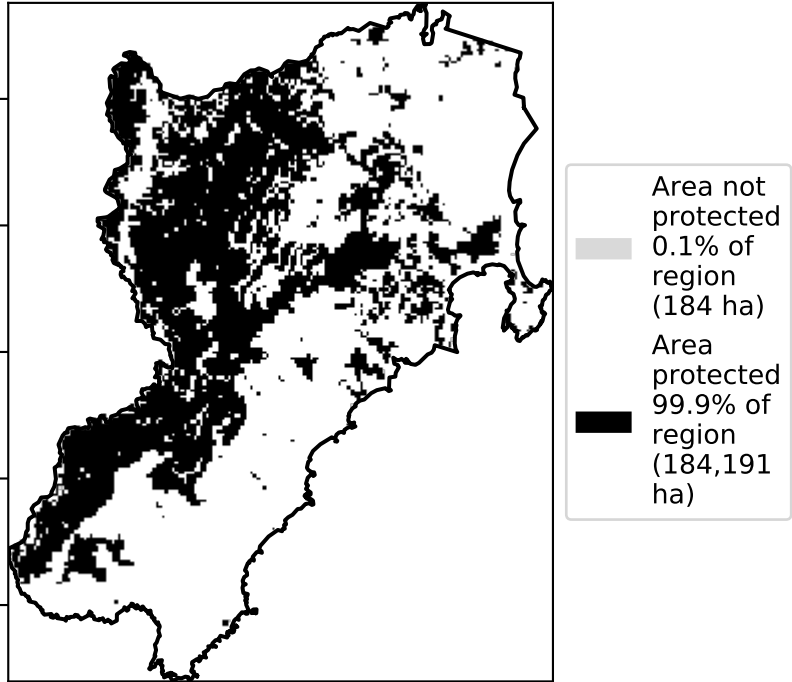 Area not
protected
0.1% of
region
(184 ha)
Area
protected
99.9% of
region
(184,191
ha)